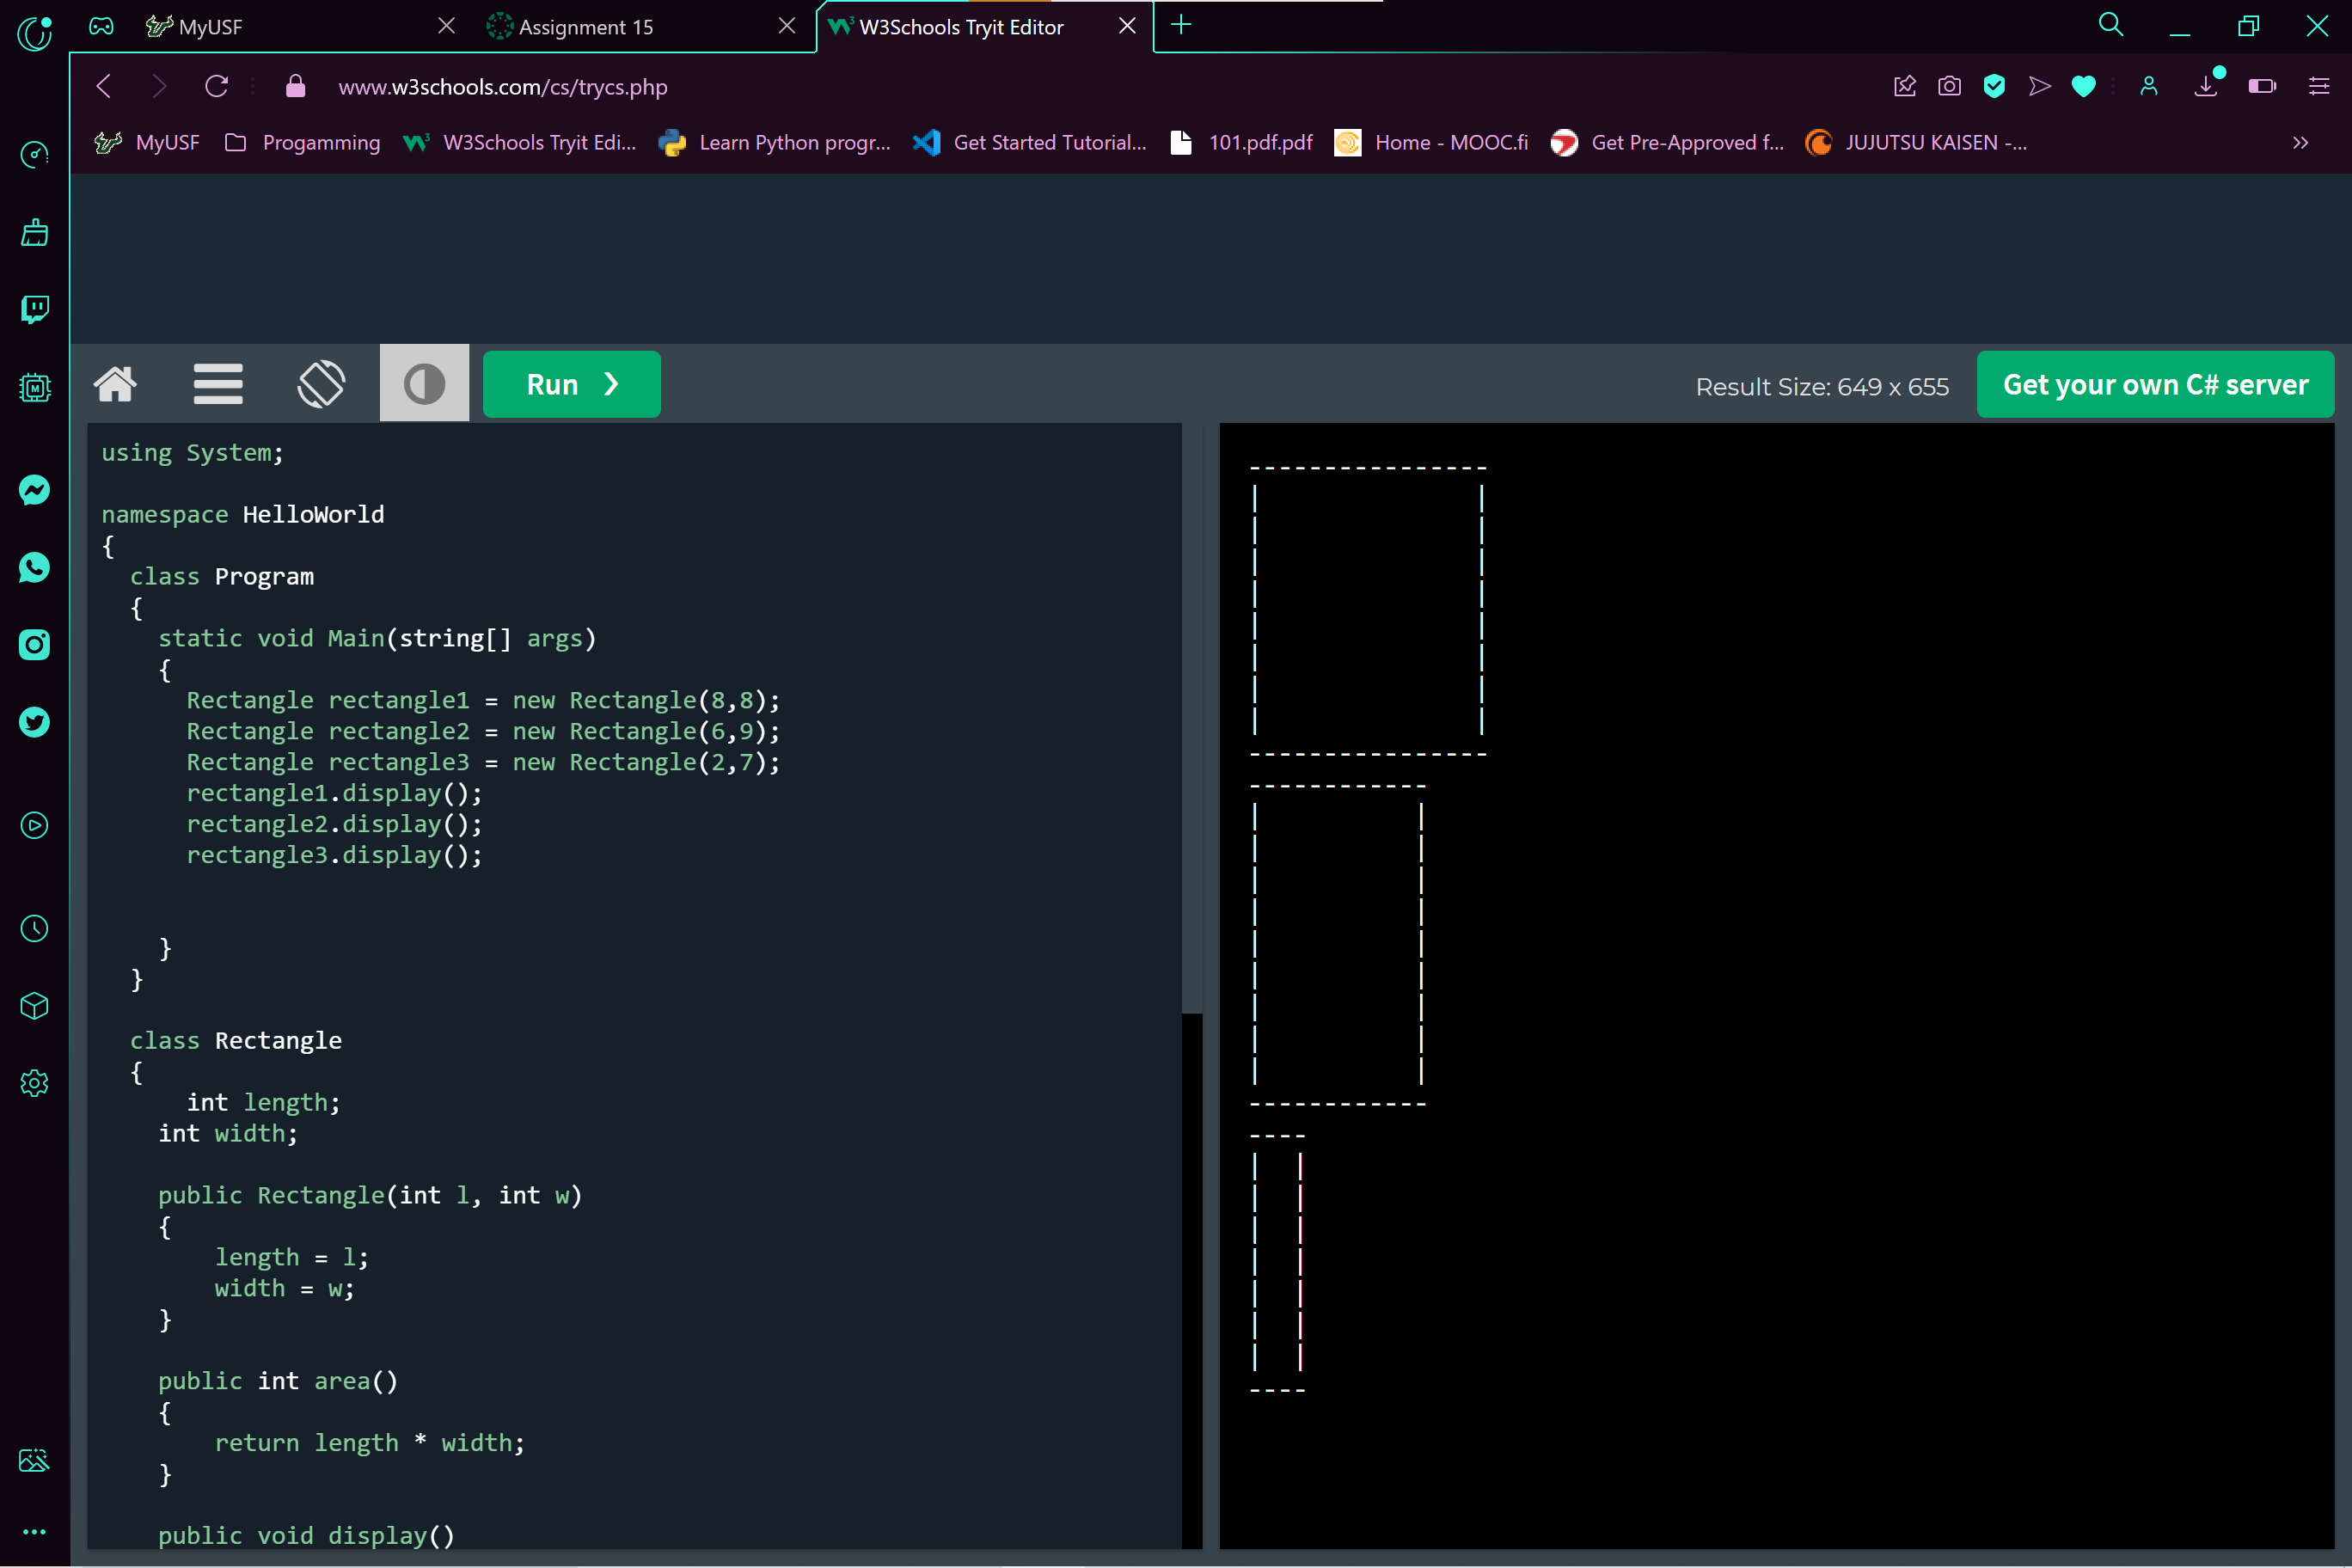 MyUSF
Assignment 15
W3Schools Tryit Editor
www.w3schools.com/cs/trycs.php
MyUSF
Progamming
W3Schools Tryit Edi...
Learn Python progr...
Get Started Tutorial...
101.pdf.pdf
Home - MOOC.fi
Get Pre-Approved f...
JUJUTSU KAISEN -...
Run ❯
Result Size: 649 x 655
Get your own C# server
using System;
namespace HelloWorld
{
  class Program
  {
    static void Main(string[] args)
    {
      Rectangle rectangle1 = new Rectangle(8,8);
      Rectangle rectangle2 = new Rectangle(6,9);
      Rectangle rectangle3 = new Rectangle(2,7);
      rectangle1.display();
      rectangle2.display();
      rectangle3.display();
    }
  }
  class Rectangle
  {
      int length;
    int width;
    public Rectangle(int l, int w)
    {
        length = l;
        width = w;
    }
    public int area()
    {
        return length * width;
    }
    public void display()
----------------
|               |
|               |
|               |
|               |
|               |
|               |
|               |
|               |
----------------
------------
|           |
|           |
|           |
|           |
|           |
|           |
|           |
|           |
|           |
------------
----
|  |
|  |
|  |
|  |
|  |
|  |
|  |
----